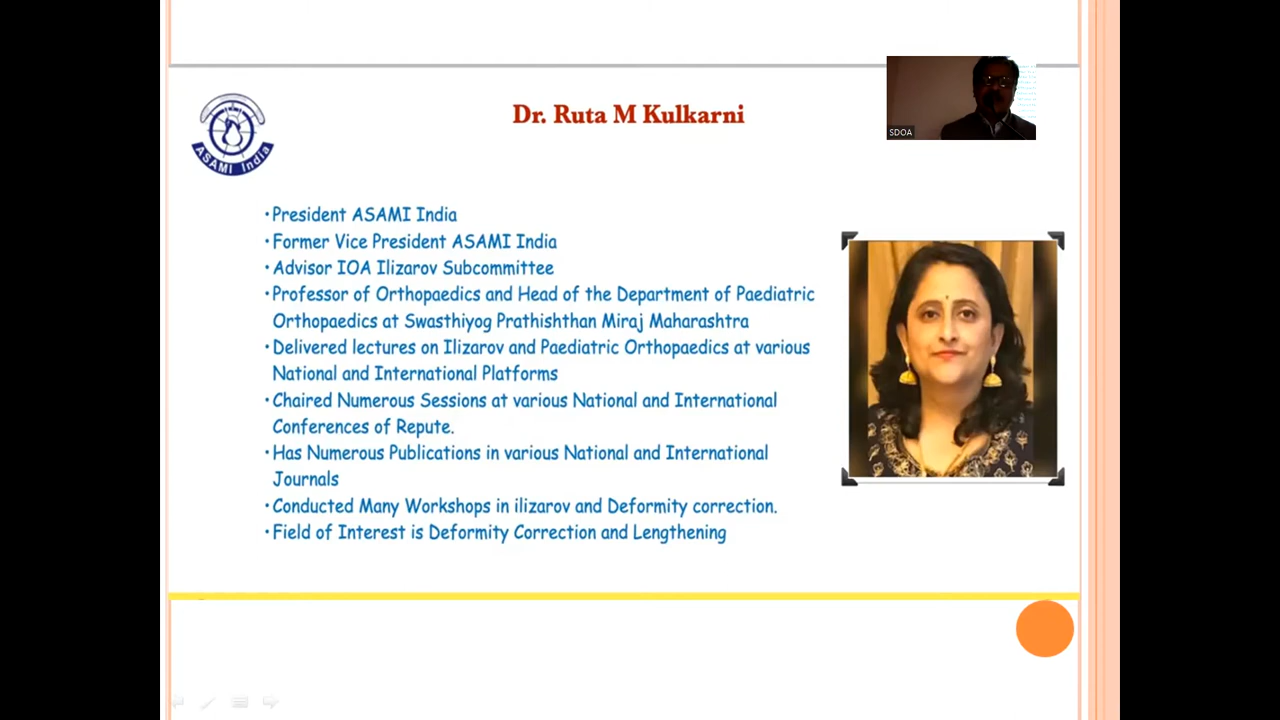 Dr. Ruta M Kulkarni
SDOA
ASAMI India
•President ASAMI India
•Former Vice President ASAMI India
•Advisor IOA Ilizarov Subcommittee
•Professor of Orthopaedics and Head of the Department of Paediatric
Orthopaedics at Swasthiyog Prathishthan Miraj Maharashtra
•Delivered lectures on Ilizarov and Paediatric Orthopaedics at various
National and International Platforms
•Chaired Numerous Sessions at various National and International
Conferences of Repute.
•Has Numerous Publications in various National and International
Journals
•Conducted Many Workshops in ilizarov and Deformity correction.
•Field of Interest is Deformity Correction and Lengthening